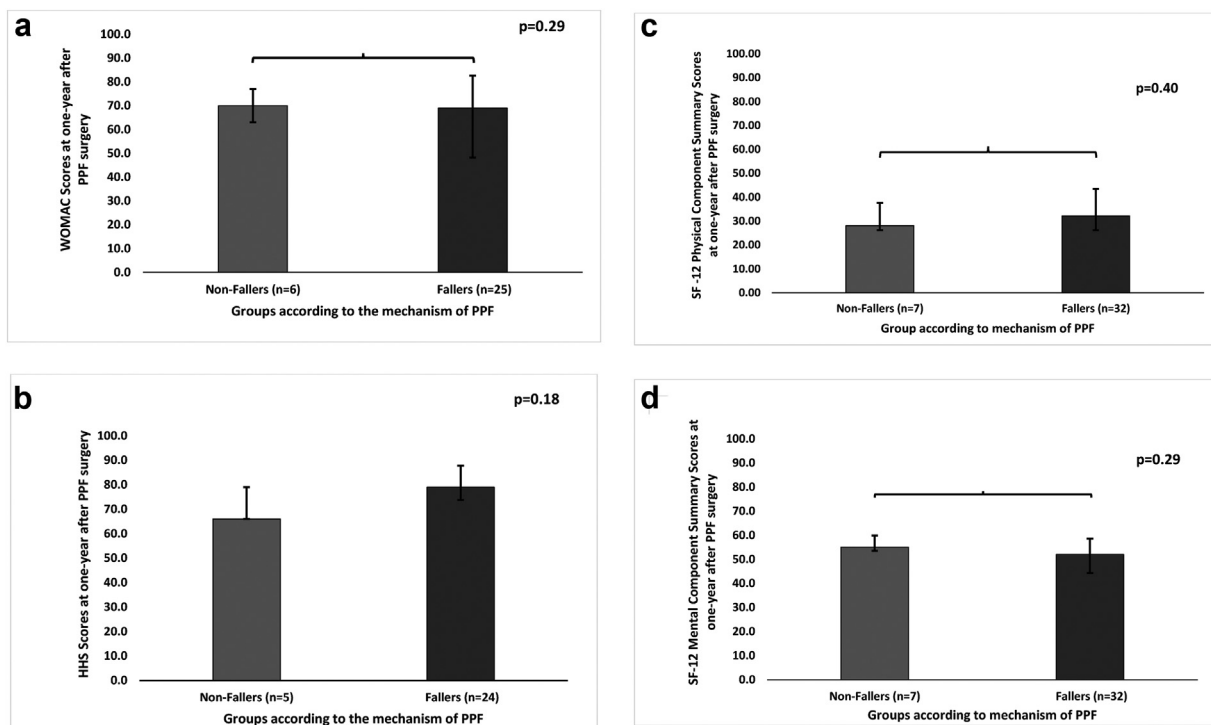 a
p=0.29
WOMAC Scores at one-year after
PPF surgery
100.0
90.0
80.0
70.0
60.0
50.0
40.0
30.0
20.0
10.0
0.0
Non-Fallers (n=6)
Fallers (n=25)
Groups according to the mechanism of PPF
b
p=0.18
HHS Scores at one-year after PPF surgery
100.0
90.0
80.0
70.0
60.0
50.0
40.0
30.0
20.0
10.0
0.0
Non-Fallers (n=5)
Fallers (n=24)
Groups according to the mechanism of PPF
c
p=0.40
SF -12 Physical Component Summary Scores
at one-year after PPF surgery
100.00
90.00
80.00
70.00
60.00
50.00
40.00
30.00
20.00
10.00
0.00
Non-Fallers (n=7)
Fallers (n=32)
Group according to mechanism of PPF
d
p=0.29
SF-12 Mental Component Summary Scores at
one-year after PPF surgery
100.0
90.0
80.0
70.0
60.0
50.0
40.0
30.0
20.0
10.0
0.0
Non-Fallers (n=7)
Fallers (n=32)
Groups according to the mechanism of PPF